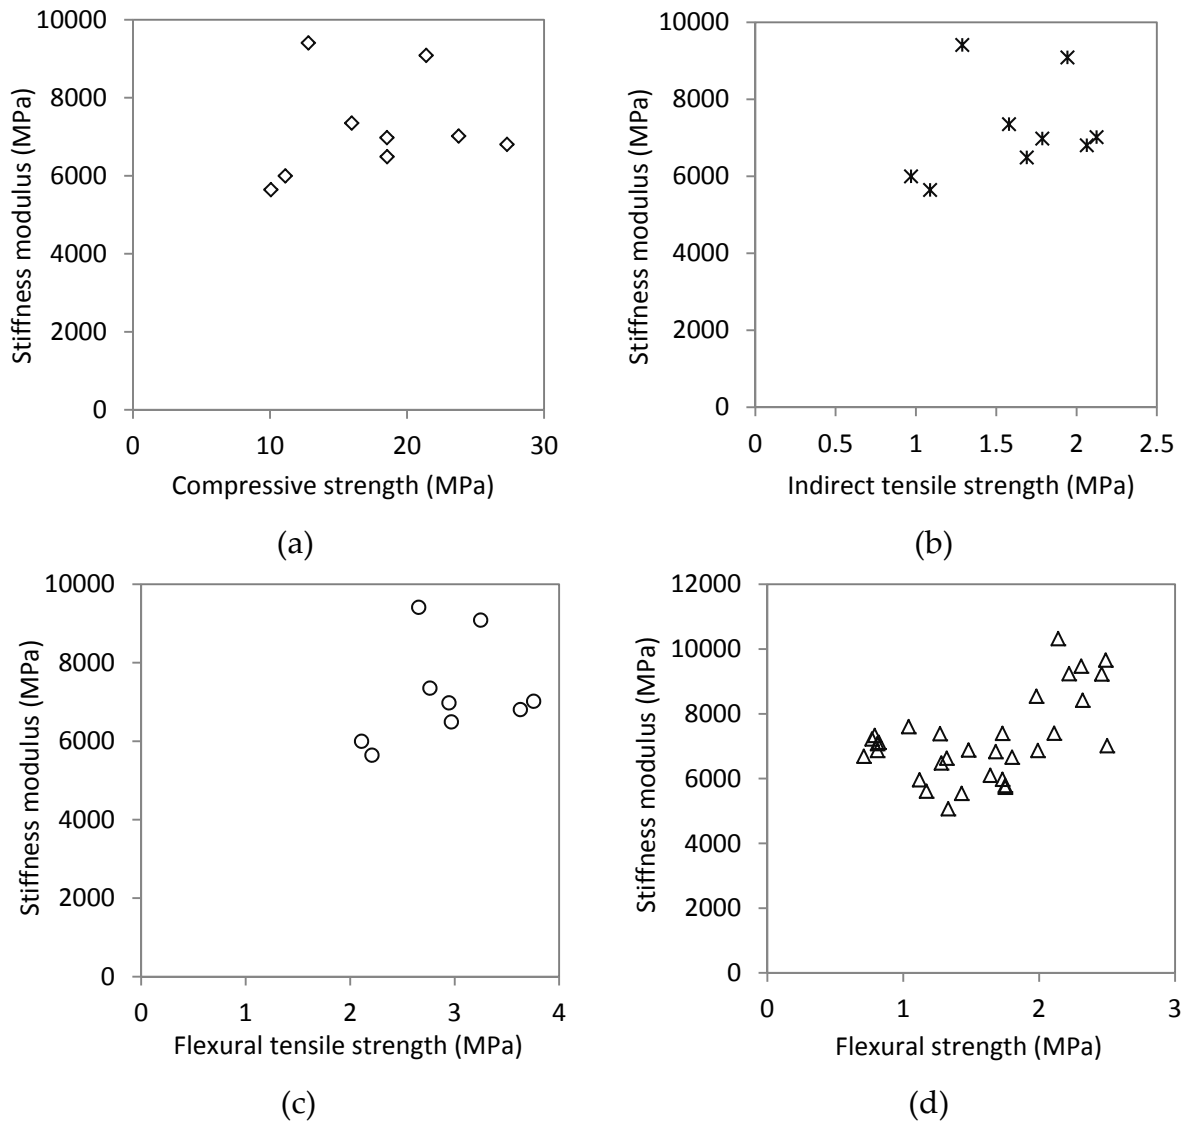 10000
8000
6000
4000
2000
0
Stiffness modulus (MPa)
0 10 20 30
Compressive strength (MPa)
(a)
10000
8000
6000
4000
2000
0
Stiffness modulus (MPa)
0 0.5 1 1.5 2 2.5
Indirect tensile strength (MPa)
(b)
10000
8000
6000
4000
2000
0
Stiffness modulus (MPa)
0 1 2 3 4
Flexural tensile strength (MPa)
(c)
12000
10000
8000
6000
4000
2000
0
Stiffness modulus (MPa)
0 1 2 3
Flexural strength (MPa)
(d)